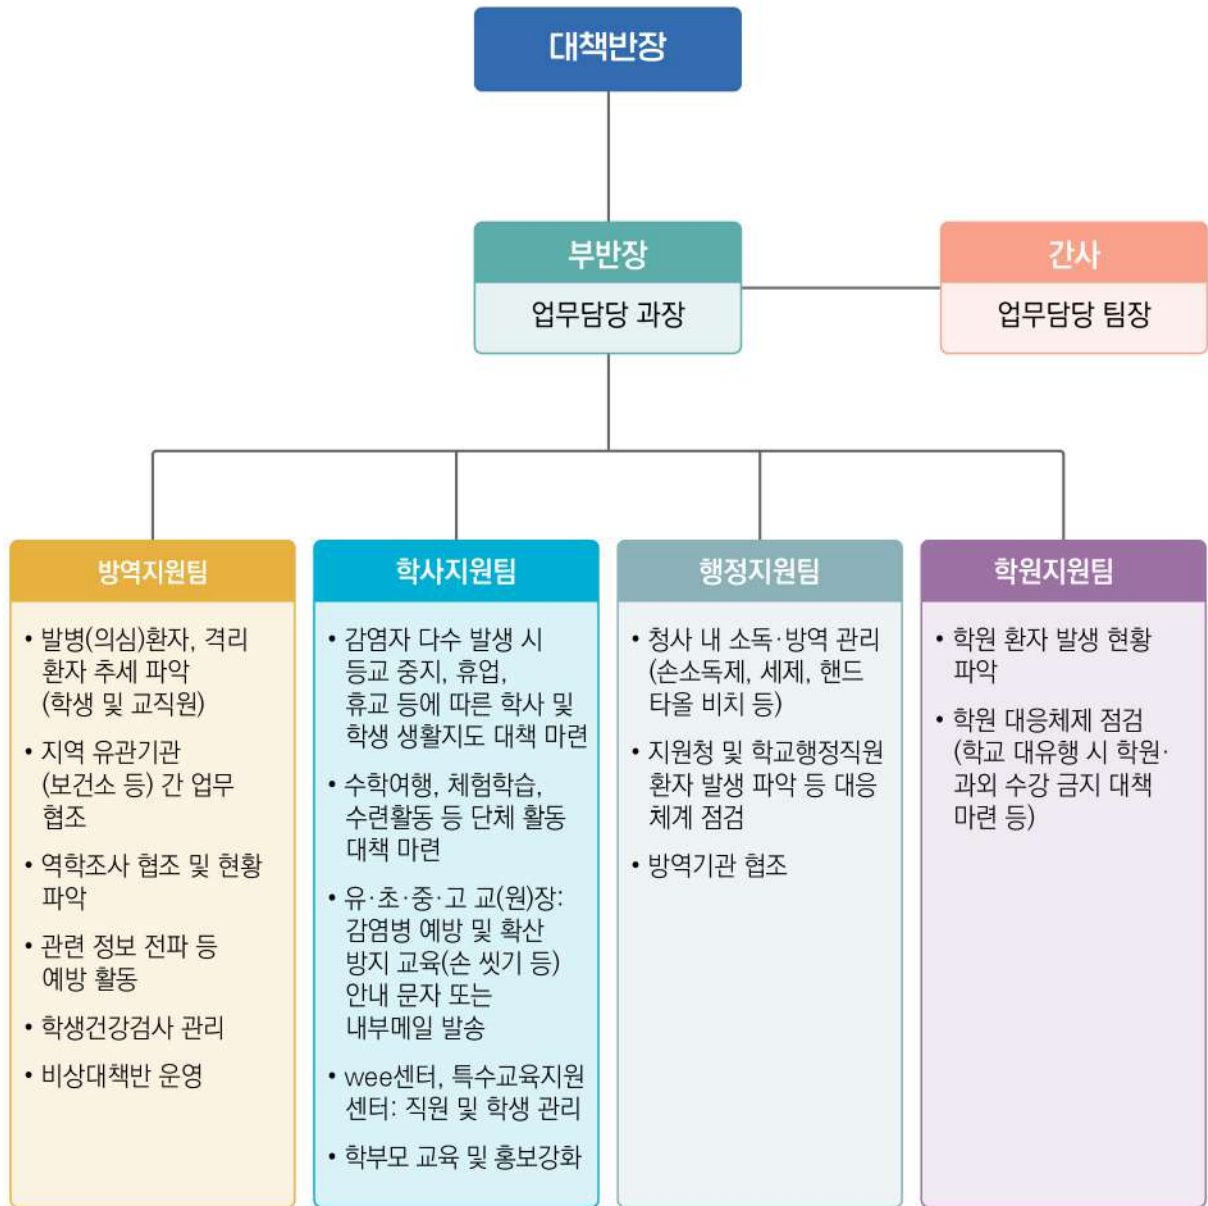 대책반장
부반장
업무담당 과장
간사
업무담당 팀장
방역지원팀
• 발병(의심)환자, 격리
환자 추세 파악
(학생 및 교직원)
• 지역 유관기관
(보건소 등) 간 업무
협조
• 역학조사 협조 및 현황
파악
• 관련 정보 전파 등
예방 활동
• 학생건강검사 관리
• 비상대책반 운영
학사지원팀
• 감염자 다수 발생 시
등교 중지, 휴업,
휴교 등에 따른 학사 및
학생 생활지도 대책 마련
• 수학여행, 체험학습,
수련활동 등 단체 활동
대책 마련
• 유·초·중·고 교(원)장:
감염병 예방 및 확산
방지 교육(손 씻기 등)
안내 문자 또는
내부메일 발송
• wee센터, 특수교육지원
센터: 직원 및 학생 관리
• 학부모 교육 및 홍보강화
행정지원팀
• 청사 내 소독·방역 관리
(손소독제, 세제, 핸드
타올 비치 등)
• 지원청 및 학교행정직원
환자 발생 파악 등 대응
체계 점검
• 방역기관 협조
학원지원팀
• 학원 환자 발생 현황
파악
• 학원 대응체제 점검
(학교 대유행 시 학원·
과외 수강 금지 대책
마련 등)